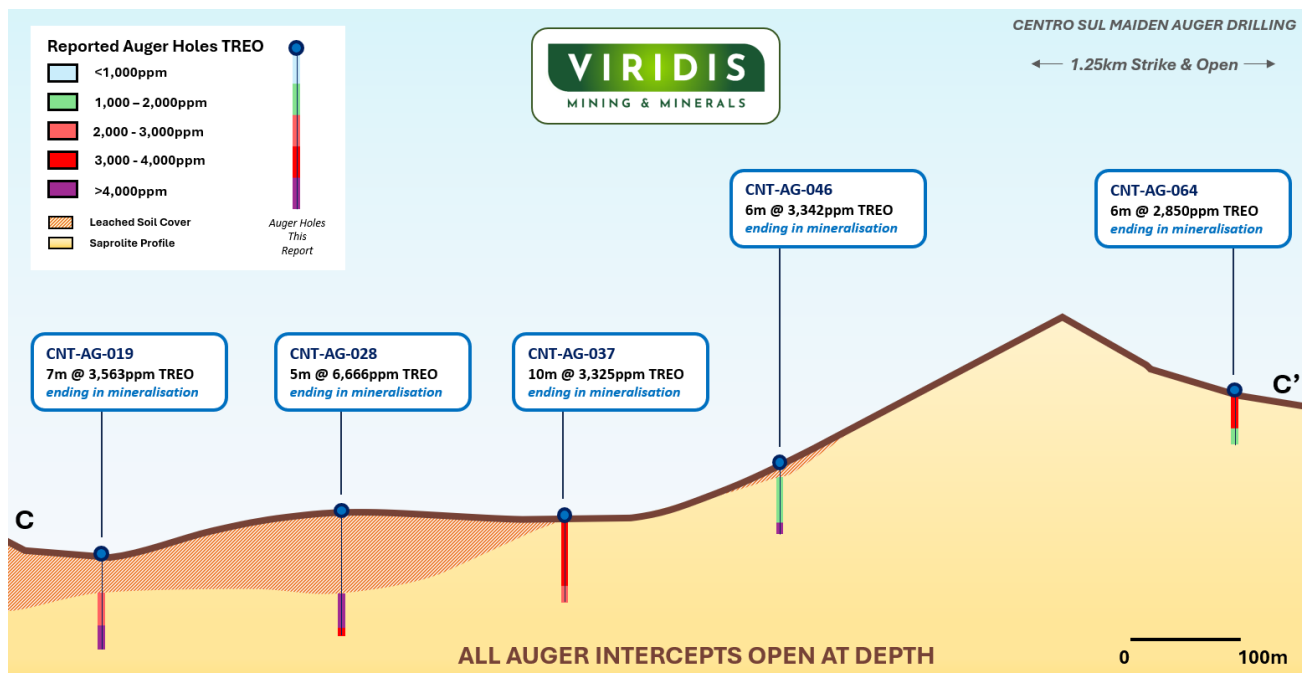 CENTRO SUL MAIDEN AUGER DRILLING
1.25km Strike & Open
VIRIDIS
MINING & MINERALS
Reported Auger Holes TREO
<1,000ppm
1,000 – 2,000ppm
2,000 - 3,000ppm
3,000 - 4,000ppm
>4,000ppm
Leached Soil Cover
Saprolite Profile
Auger Holes
This
Report
CNT-AG-046
6m @ 3,342ppm TREO
ending in mineralisation
CNT-AG-064
6m @ 2,850ppm TREO
ending in mineralisation
CNT-AG-019
7m @ 3,563ppm TREO
ending in mineralisation
CNT-AG-028
5m @ 6,666ppm TREO
ending in mineralisation
CNT-AG-037
10m @ 3,325ppm TREO
ending in mineralisation
C
C'
ALL AUGER INTERCEPTS OPEN AT DEPTH
0 100m